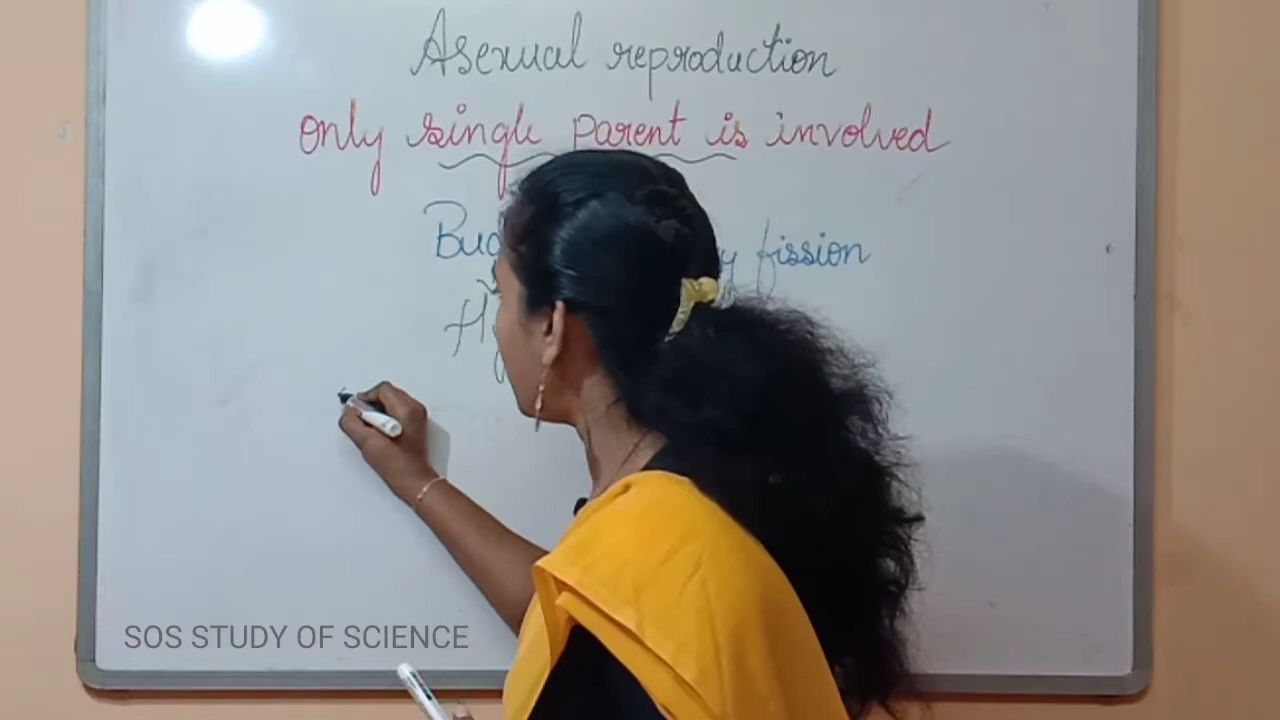 Asexual reproduction
only single parent is involved
fission
SOS STUDY OF SCIENCE